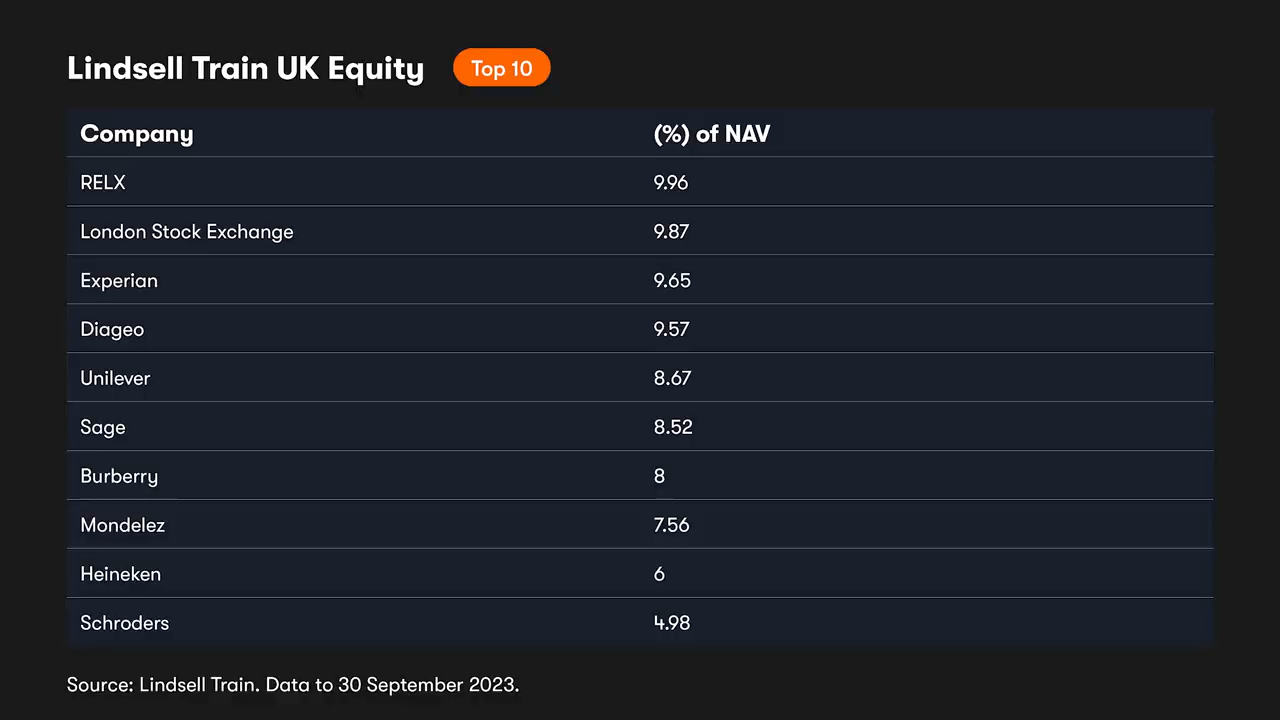 Lindsell Train UK Equity Top 10
Company (%) of NAV
RELX 9.96
London Stock Exchange 9.87
Experian 9.65
Diageo 9.57
Unilever 8.67
Sage 8.52
Burberry 8
Mondelez 7.56
Heineken 6
Schroders 4.98
Source: Lindsell Train. Data to 30 September 2023.